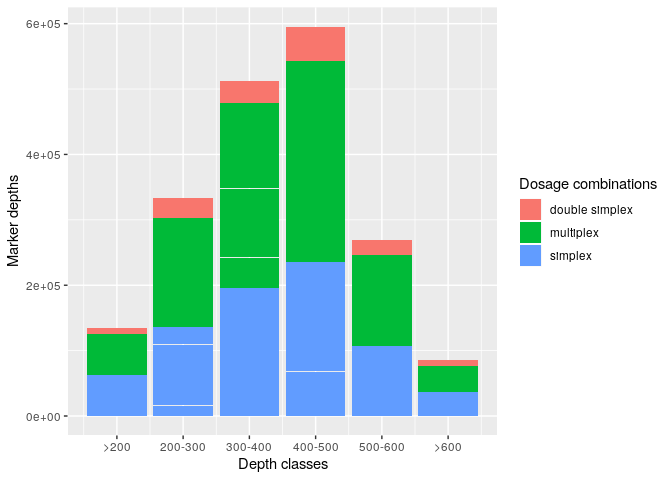 6e+05
4e+05
2e+05
0e+00
Marker depths
>200 200-300 300-400 400-500 500-600 >600
Depth classes
Dosage combinations
double simplex
multiplex
simplex